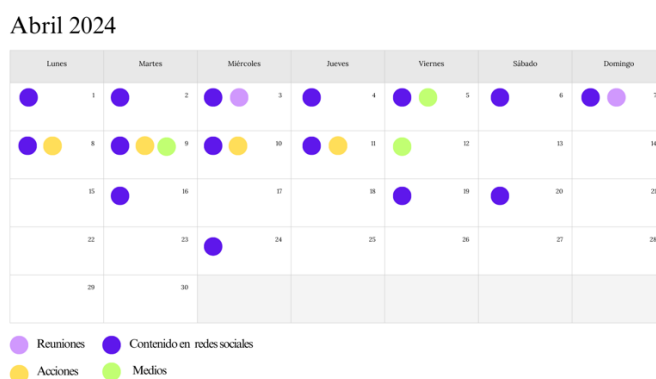 Abril 2024
Lunes Martes Miércoles Jueves Viernes Sábado Domingo
1 2 3 4 5 6 7
8 9 10 11 12 13 14
15 16 17 18 19 20 21
22 23 24 25 26 27 28
29 30
Reuniones Contenido en redes sociales
Acciones Medios